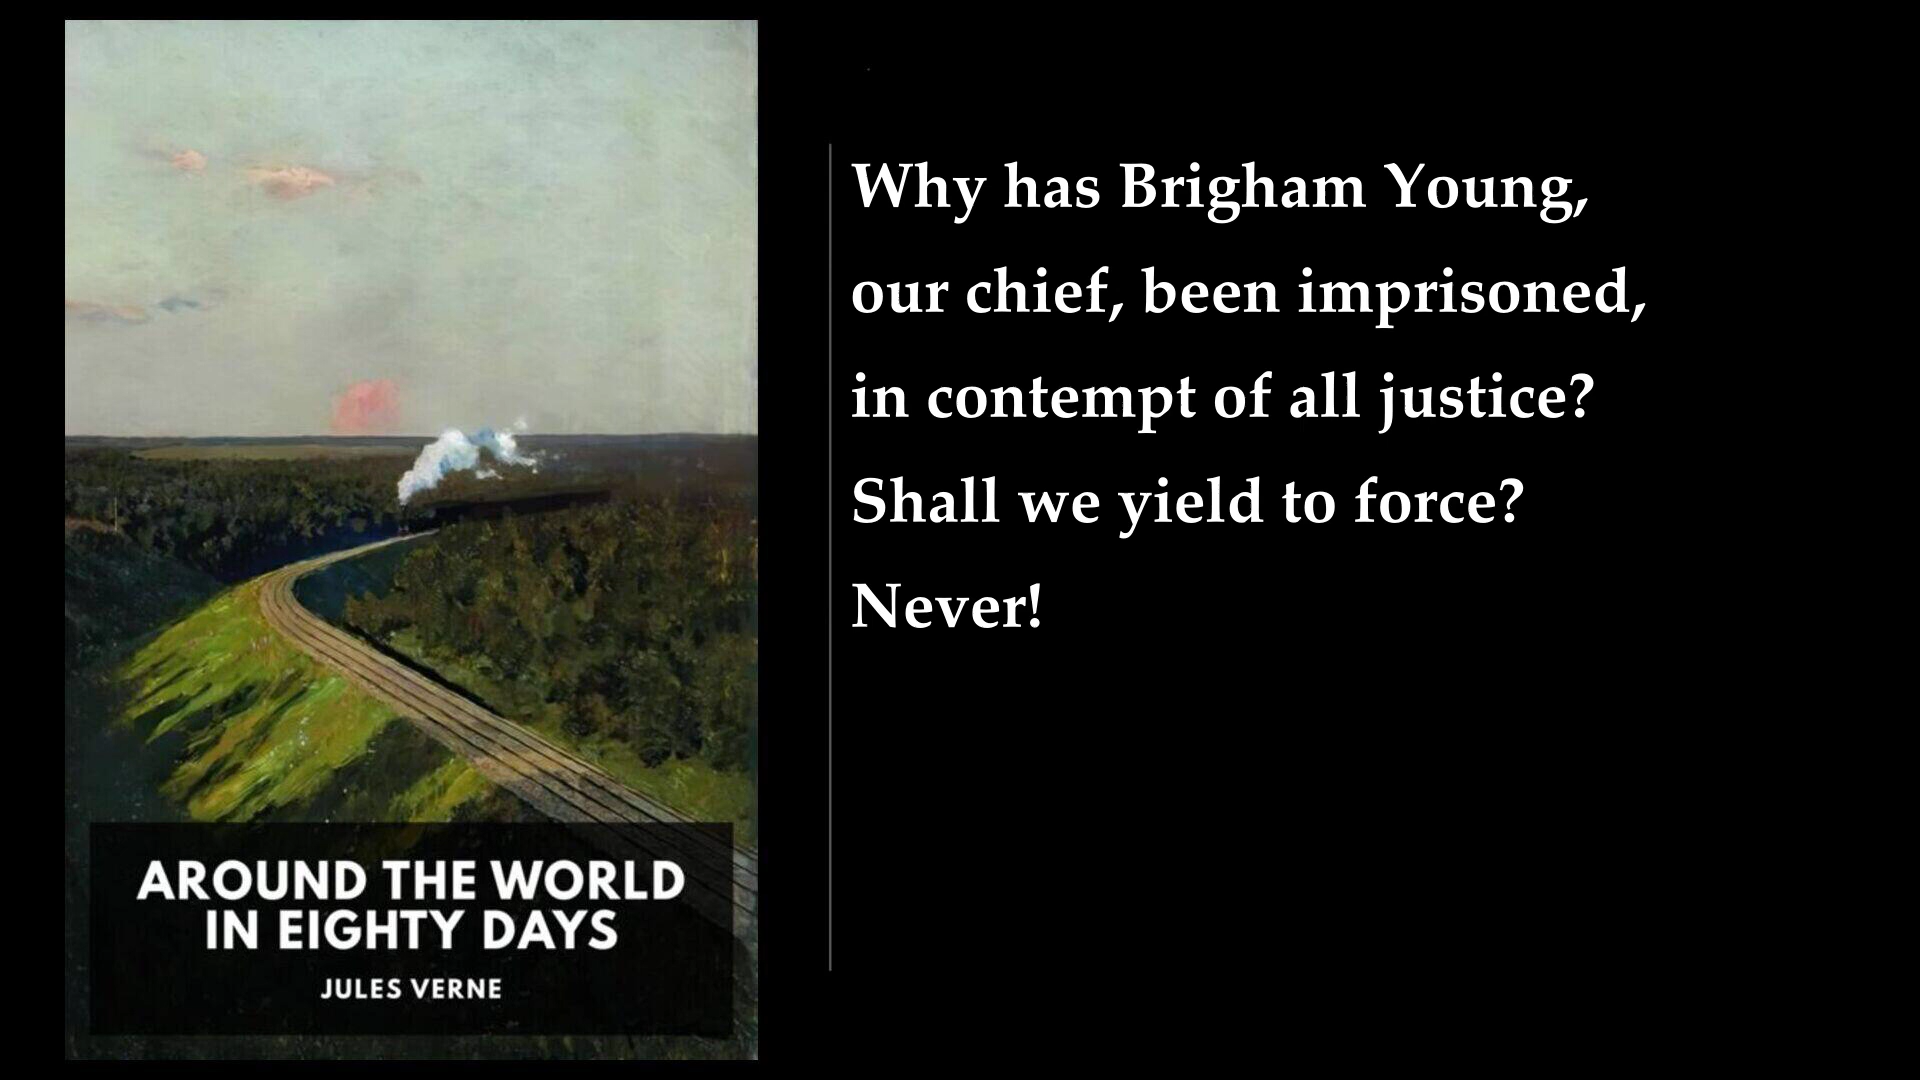 Why has Brigham Young,
our chief, been imprisoned,
in contempt of all justice?
Shall we yield to force?
Never!
AROUND THE WORLD
IN EIGHTY DAYS
JULES VERNE